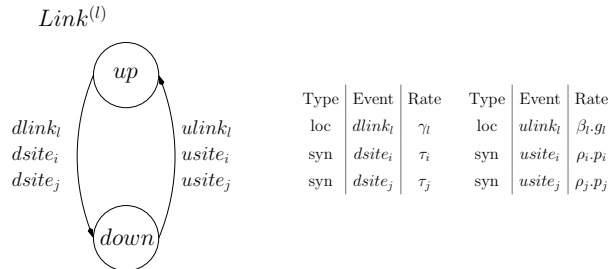 Link^(l)
up
dlink_l
dsite_i
dsite_j
ulink_l
usite_i
usite_j
down
Type Event Rate Type Event Rate
loc dlink_l γ_l loc ulink_l β_l.g_l
syn dsite_i τ_i syn usite_i ρ_i.p_i
syn dsite_j τ_j syn usite_j ρ_j.p_j